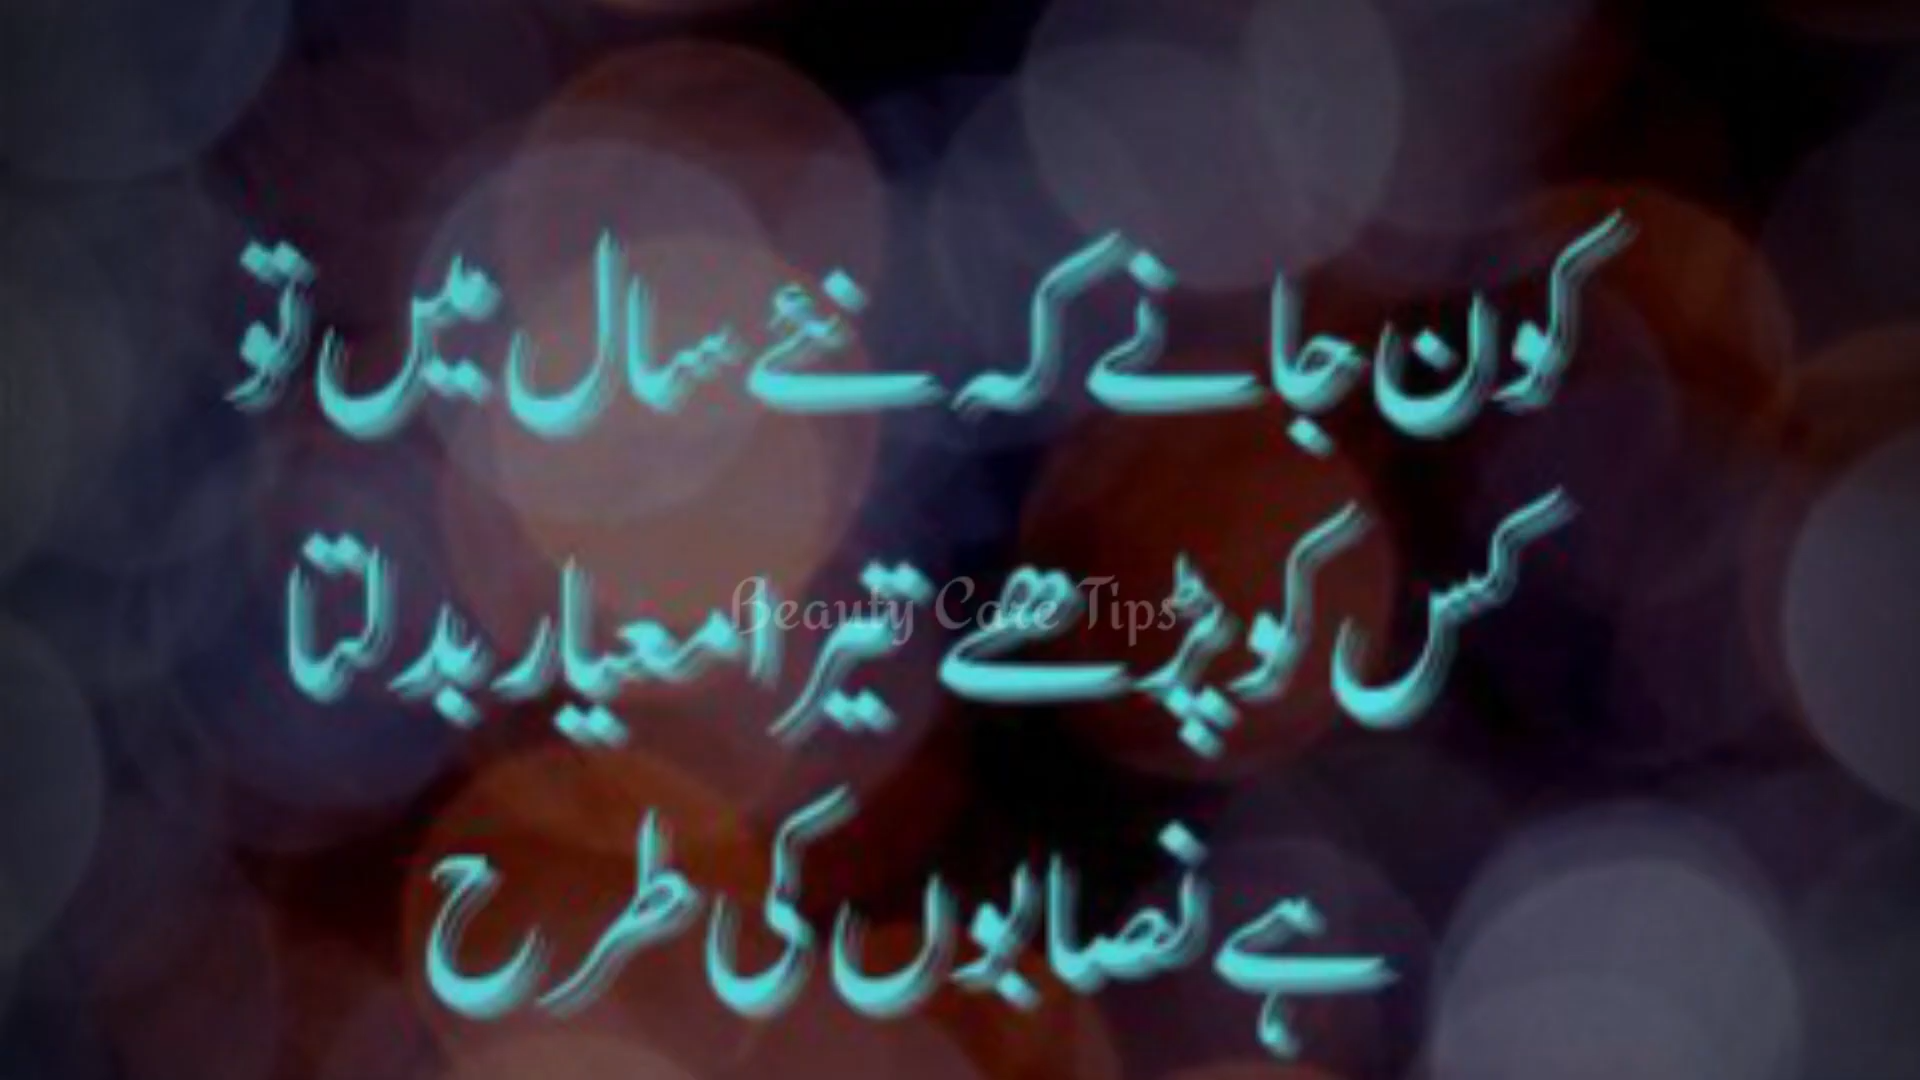 کون جانے کہ نئے سال میں تو
کس کو پڑھے تیرا معیار بدلتا
ہے نصابوں کی طرح
Beauty Care Tips